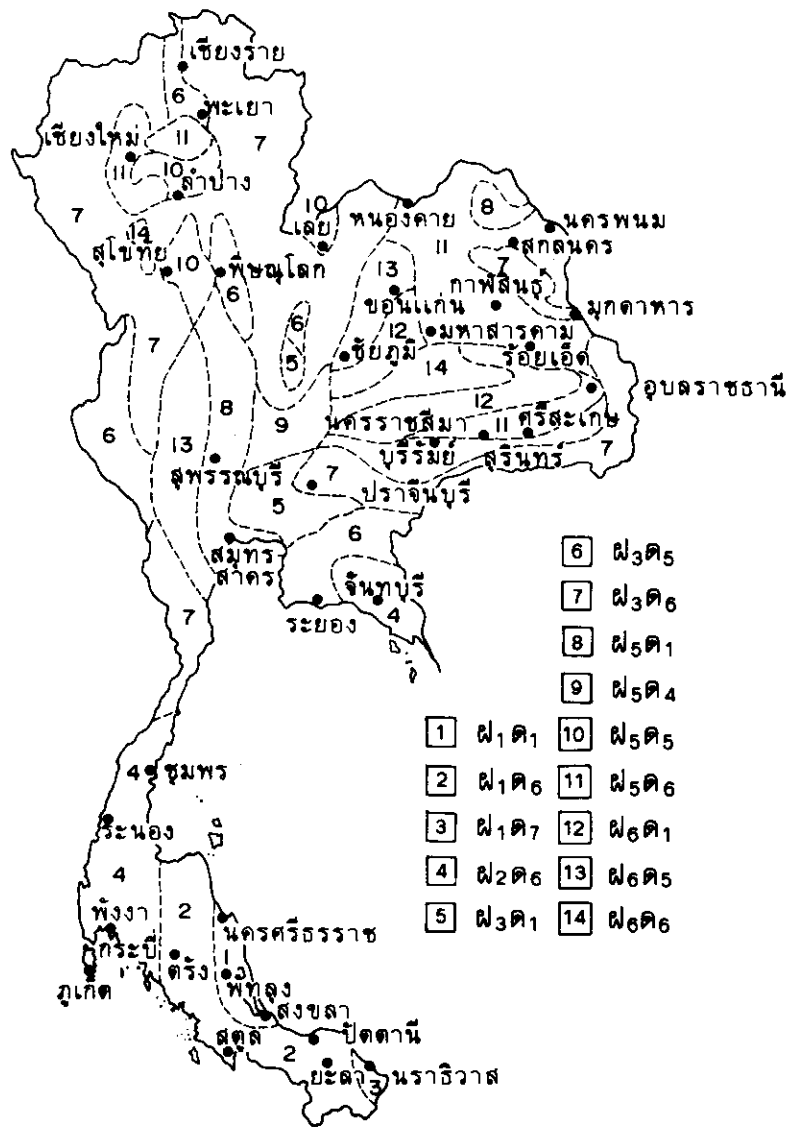 เชียงราย
6
พะเยา
11
7
เชียงใหม่
11
10
ลำปาง
7
10
เลย
หนองคาย
8
นครพนม
11
สกลนคร
14
สุโขทัย
10
พิษณุโลก
6
13
7
กาฬสินธุ์
ขอนแก่น
มุกดาหาร
12
มหาสารคาม
6
5
ชัยภูมิ
14
ร้อยเอ็ด
อุบลราชธานี
7
8
12
9
นครราชสีมา
11
ศรีสะเกษ
6
13
บุรีรัมย์
สุรินทร์
7
สุพรรณบุรี
7
ปราจีนบุรี
5
6
สมุทร
สาคร
จันทบุรี
4
ระยอง
7
6 ฝ3ด5
7 ฝ3ด6
8 ฝ5ด1
9 ฝ5ด4
1 ฝ1ด1 10 ฝ5ด5
2 ฝ1ด6 11 ฝ5ด6
3 ฝ1ด7 12 ฝ6ด1
4 ฝ2ด6 13 ฝ6ด5
5 ฝ3ด1 14 ฝ6ด6
4
ชุมพร
ระนอง
4
2
พังงา
นครศรีธรราช
กระบี่
ตรัง
1
พัทลุง
ภูเก็ต
สงขลา
สตูล
2
ปัตตานี
ยะลา
นราธิวาส
3